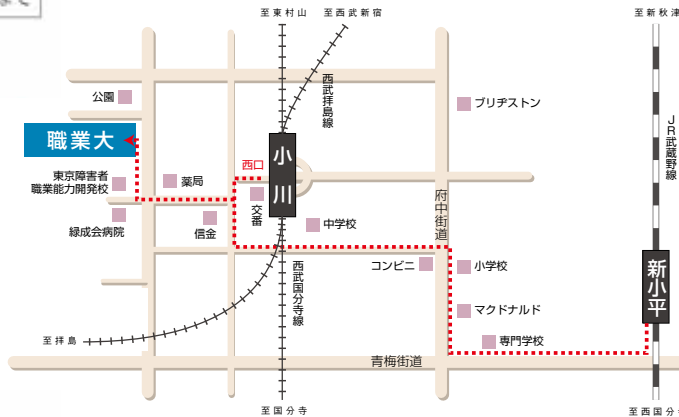 至東村山
至西武新宿
至新秋津
公園
西武拝島線
ブリヂストン
職業大
小川
西口
JR武蔵野線
東京障害者
職業能力開発校
薬局
交番
府中街道
緑成会病院
信金
中学校
西武国分寺線
コンビニ
小学校
新小平
マクドナルド
至拝島
専門学校
青梅街道
至国分寺
至西国分寺